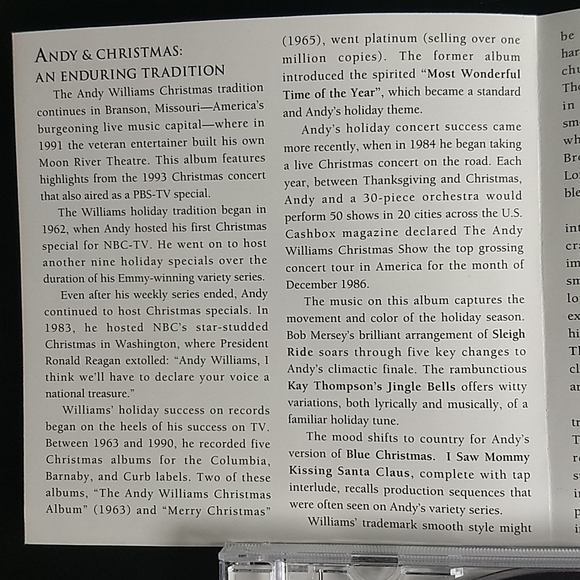 ANDY & CHRISTMAS:
AN ENDURING TRADITION
The Andy Williams Christmas tradition
continues in Branson, Missouri—America's
burgeoning live music capital—where in
1991 the veteran entertainer built his own
Moon River Theatre. This album features
highlights from the 1993 Christmas concert
that also aired as a PBS-TV special.
The Williams holiday tradition began in
1962, when Andy hosted his first Christmas
special for NBC-TV. He went on to host
another nine holiday specials over the
duration of his Emmy-winning variety series.
Even after his weekly series ended, Andy
continued to host Christmas specials. In
1983, he hosted NBC's star-studded
Christmas in Washington, where President
Ronald Reagan extolled: "Andy Williams, I
think we'll have to declare your voice a
national treasure."
Williams' holiday success on records
began on the heels of his success on TV.
Between 1963 and 1990, he recorded five
Christmas albums for the Columbia,
Barnaby, and Curb labels. Two of these
albums, "The Andy Williams Christmas
Album" (1963) and "Merry Christmas"
(1965), went platinum (selling over one
million copies). The former album
introduced the spirited "Most Wonderful
Time of the Year", which became a standard
and Andy's holiday theme.
Andy's holiday concert success came
more recently, when in 1984 he began taking
a live Christmas concert on the road. Each
year, between Thanksgiving and Christmas,
Andy and a 30-piece orchestra would
perform 50 shows in 20 cities across the U.S.
Cashbox magazine declared The Andy
Williams Christmas Show the top grossing
concert tour in America for the month of
December 1986.
The music on this album captures the
movement and color of the holiday season.
Bob Mersey's brilliant arrangement of Sleigh
Ride soars through five key changes to
Andy's climactic finale. The rambunctious
Kay Thompson's Jingle Bells offers witty
variations, both lyrically and musically, of a
familiar holiday tune.
The mood shifts to country for Andy's
version of Blue Christmas. I Saw Mommy
Kissing Santa Claus, complete with tap
interlude, recalls production sequences that
were often seen on Andy's variety series.
Williams' trademark smooth style might
be